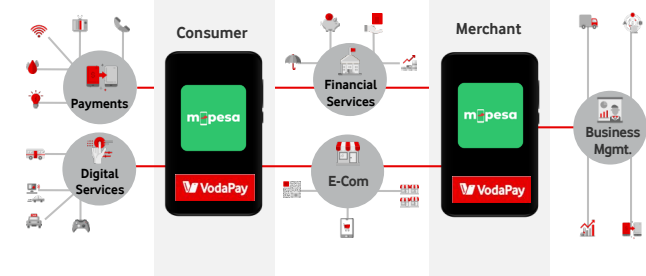 Consumer
Merchant
Payments
m-pesa
VodaPay
Digital
Services
Financial
Services
E-Com
m-pesa
VodaPay
Business
Mgmt.